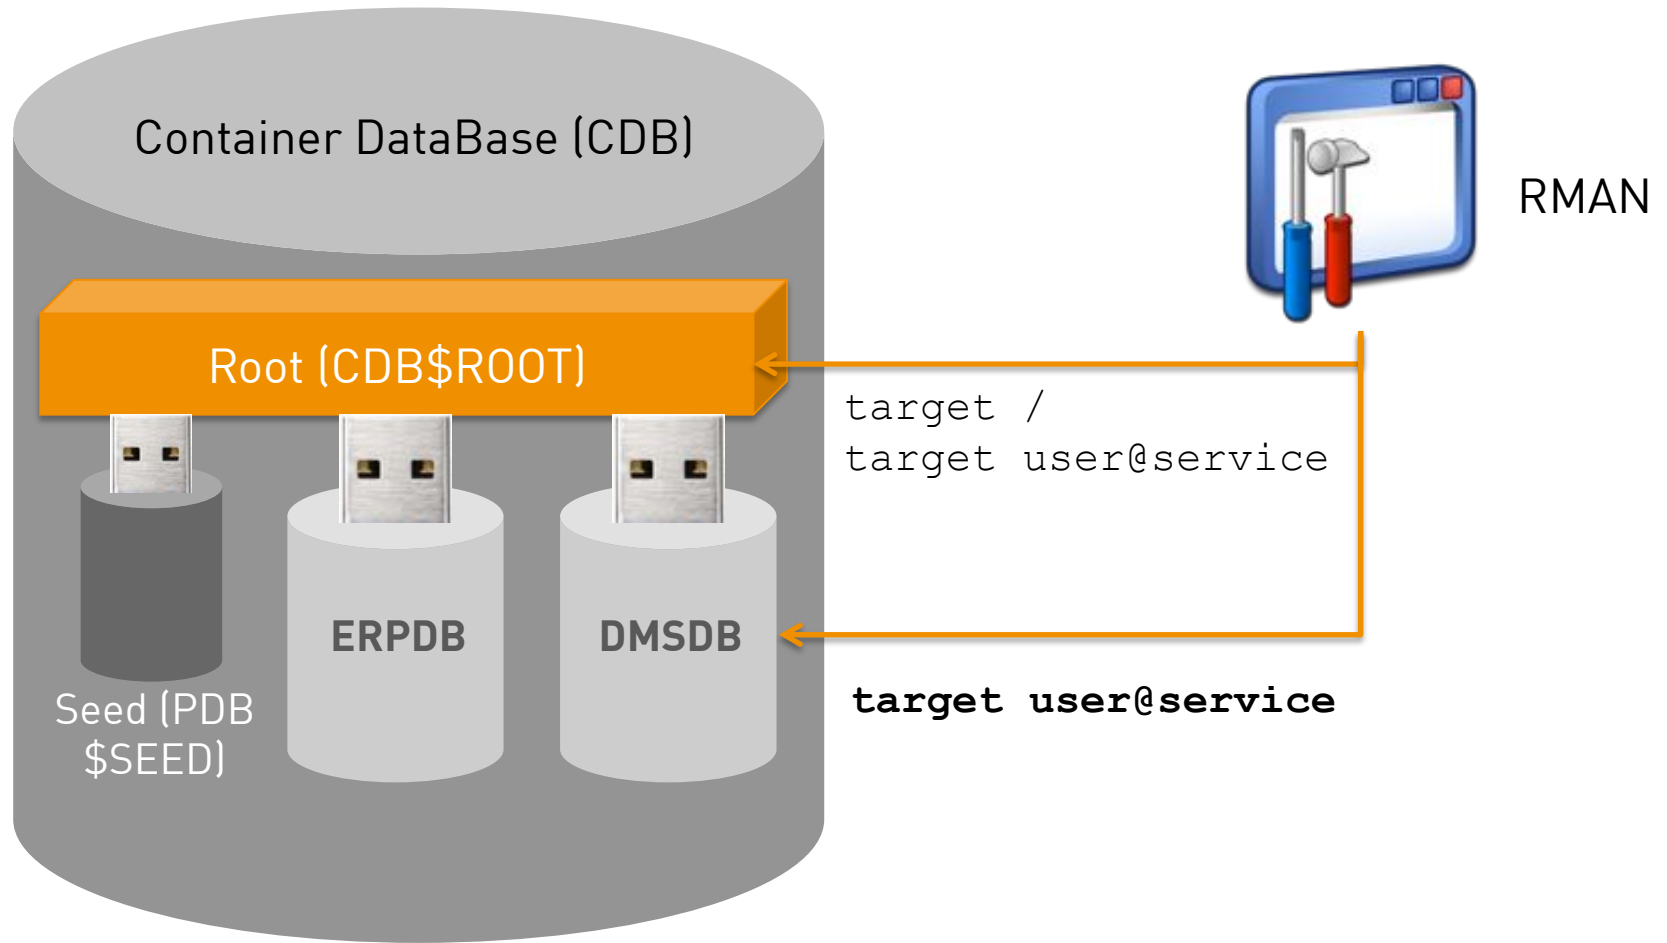 Container DataBase (CDB)
RMAN
Root (CDB$ROOT)
target /
target user@service
ERPDB
DMSDB
target user@service
Seed (PDB
$SEED)